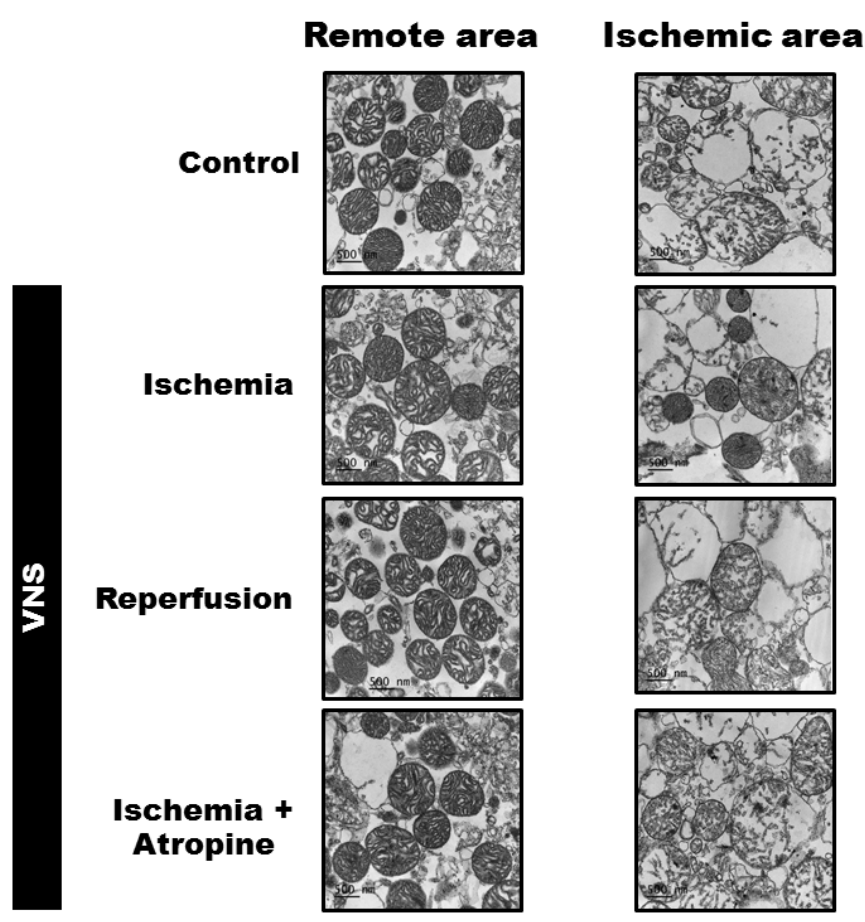 Remote area
Ischemic area
Control
500 nm
500 nm
Ischemia
500 nm
500 nm
VNS
Reperfusion
500 nm
500 nm
Ischemia +
Atropine
500 nm
500 nm